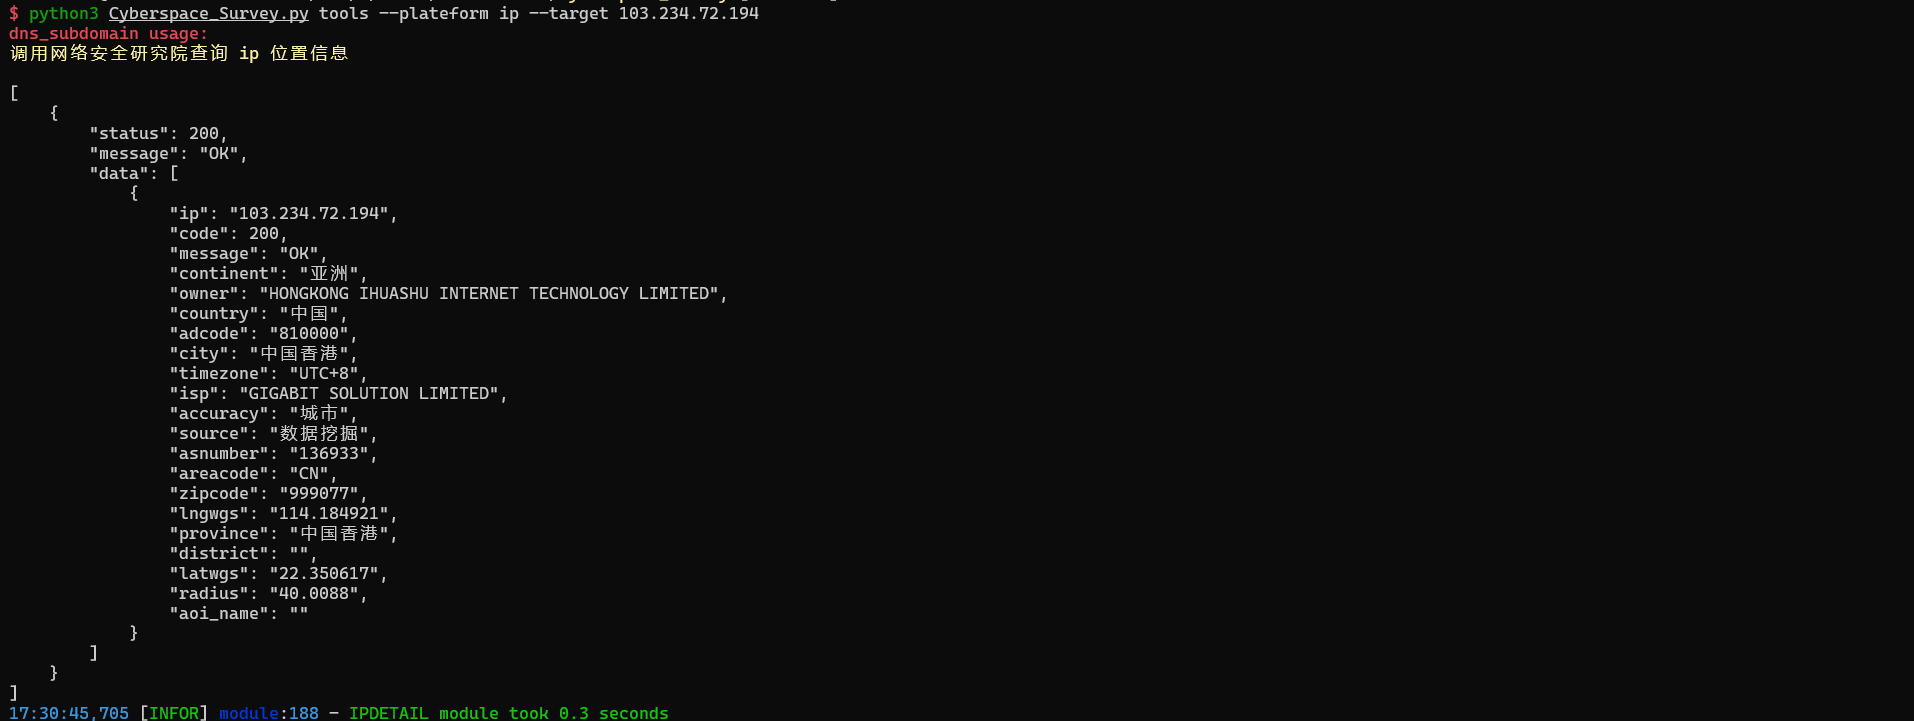 $ python3 Cyberspace_Survey.py tools --plateform ip --target 103.234.72.194
dns_subdomain usage:
调用网络安全研究院查询 ip 位置信息
[
    {
        "status": 200,
        "message": "OK",
        "data": [
            {
                "ip": "103.234.72.194",
                "code": 200,
                "message": "OK",
                "continent": "亚洲",
                "owner": "HONGKONG IHUASHU INTERNET TECHNOLOGY LIMITED",
                "country": "中国",
                "adcode": "810000",
                "city": "中国香港",
                "timezone": "UTC+8",
                "isp": "GIGABIT SOLUTION LIMITED",
                "accuracy": "城市",
                "source": "数据挖掘",
                "asnumber": "136933",
                "areacode": "CN",
                "zipcode": "999077",
                "lngwgs": "114.184921",
                "province": "中国香港",
                "district": "",
                "latwgs": "22.350617",
                "radius": "40.0088",
                "aoi_name": ""
            }
        ]
    }
]
17:30:45,705 [INFOR] module:188 - IPDETAIL module took 0.3 seconds